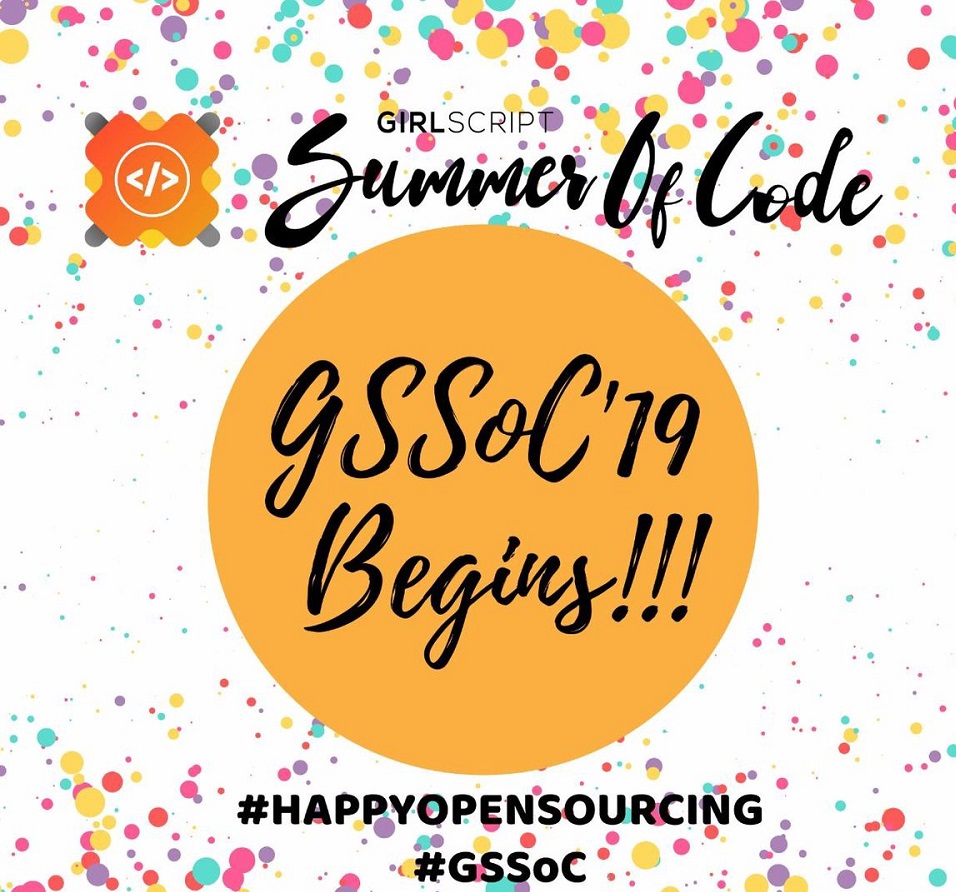 GIRLSCRIPT
Summer Of Code
</>
GSSoC'19
Begins!!!
#HAPPYOPENSOURCING
#GSSoC